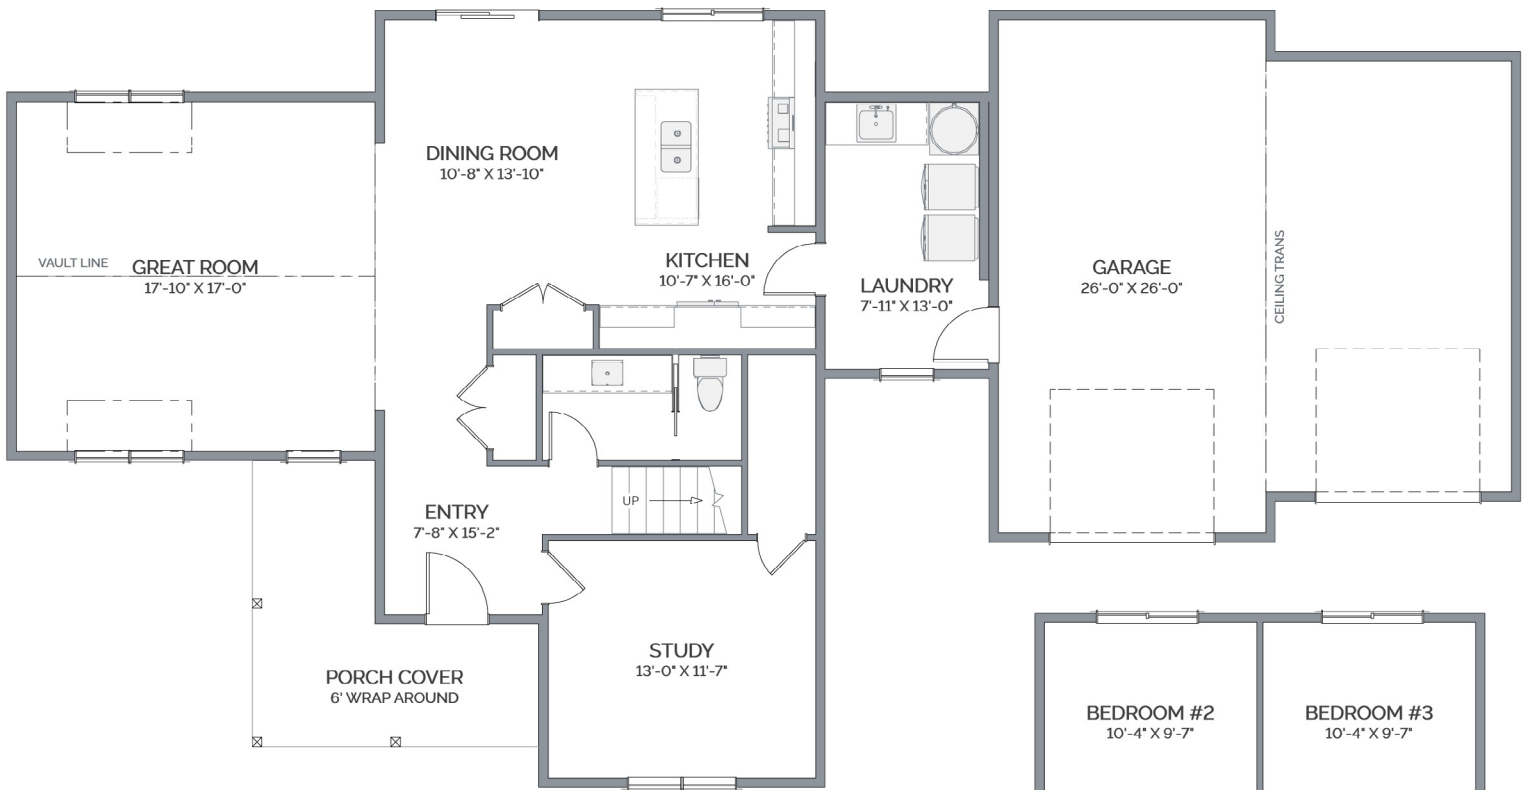 DINING ROOM
10'-8" X 13'-10"
VAULT LINE
GREAT ROOM
17'-10" X 17'-0"
KITCHEN
10'-7" X 16'-0"
LAUNDRY
7'-11" X 13'-0"
GARAGE
26'-0" X 26'-0"
CEILING TRANS
UP
ENTRY
7'-8" X 15'-2"
STUDY
13'-0" X 11'-7"
PORCH COVER
6' WRAP AROUND
BEDROOM #2
10'-4" X 9'-7"
BEDROOM #3
10'-4" X 9'-7"